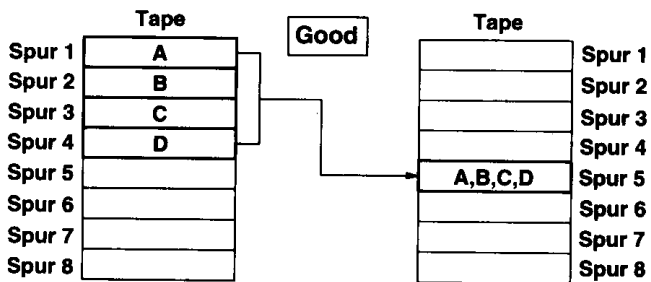 Tape
Good
Tape
Spur 1 A
Spur 2 B
Spur 3 C
Spur 4 D
Spur 5
Spur 6
Spur 7
Spur 8
Spur 1
Spur 2
Spur 3
Spur 4
A,B,C,D Spur 5
Spur 6
Spur 7
Spur 8